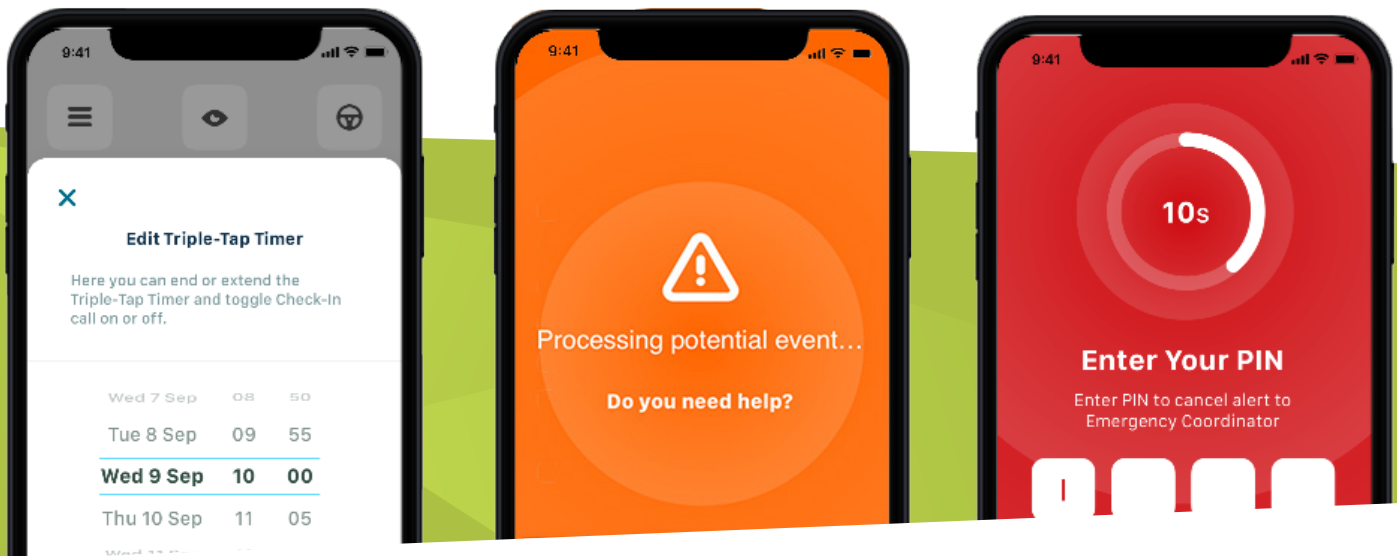 9:41
Edit Triple-Tap Timer
Here you can end or extend the
Triple-Tap Timer and toggle Check-In
call on or off.
Wed 7 Sep 08 50
Tue 8 Sep 09 55
Wed 9 Sep 10 00
Thu 10 Sep 11 05
9:41
Processing potential event...
Do you need help?
9:41
10s
Enter Your PIN
Enter PIN to cancel alert to
Emergency Coordinator